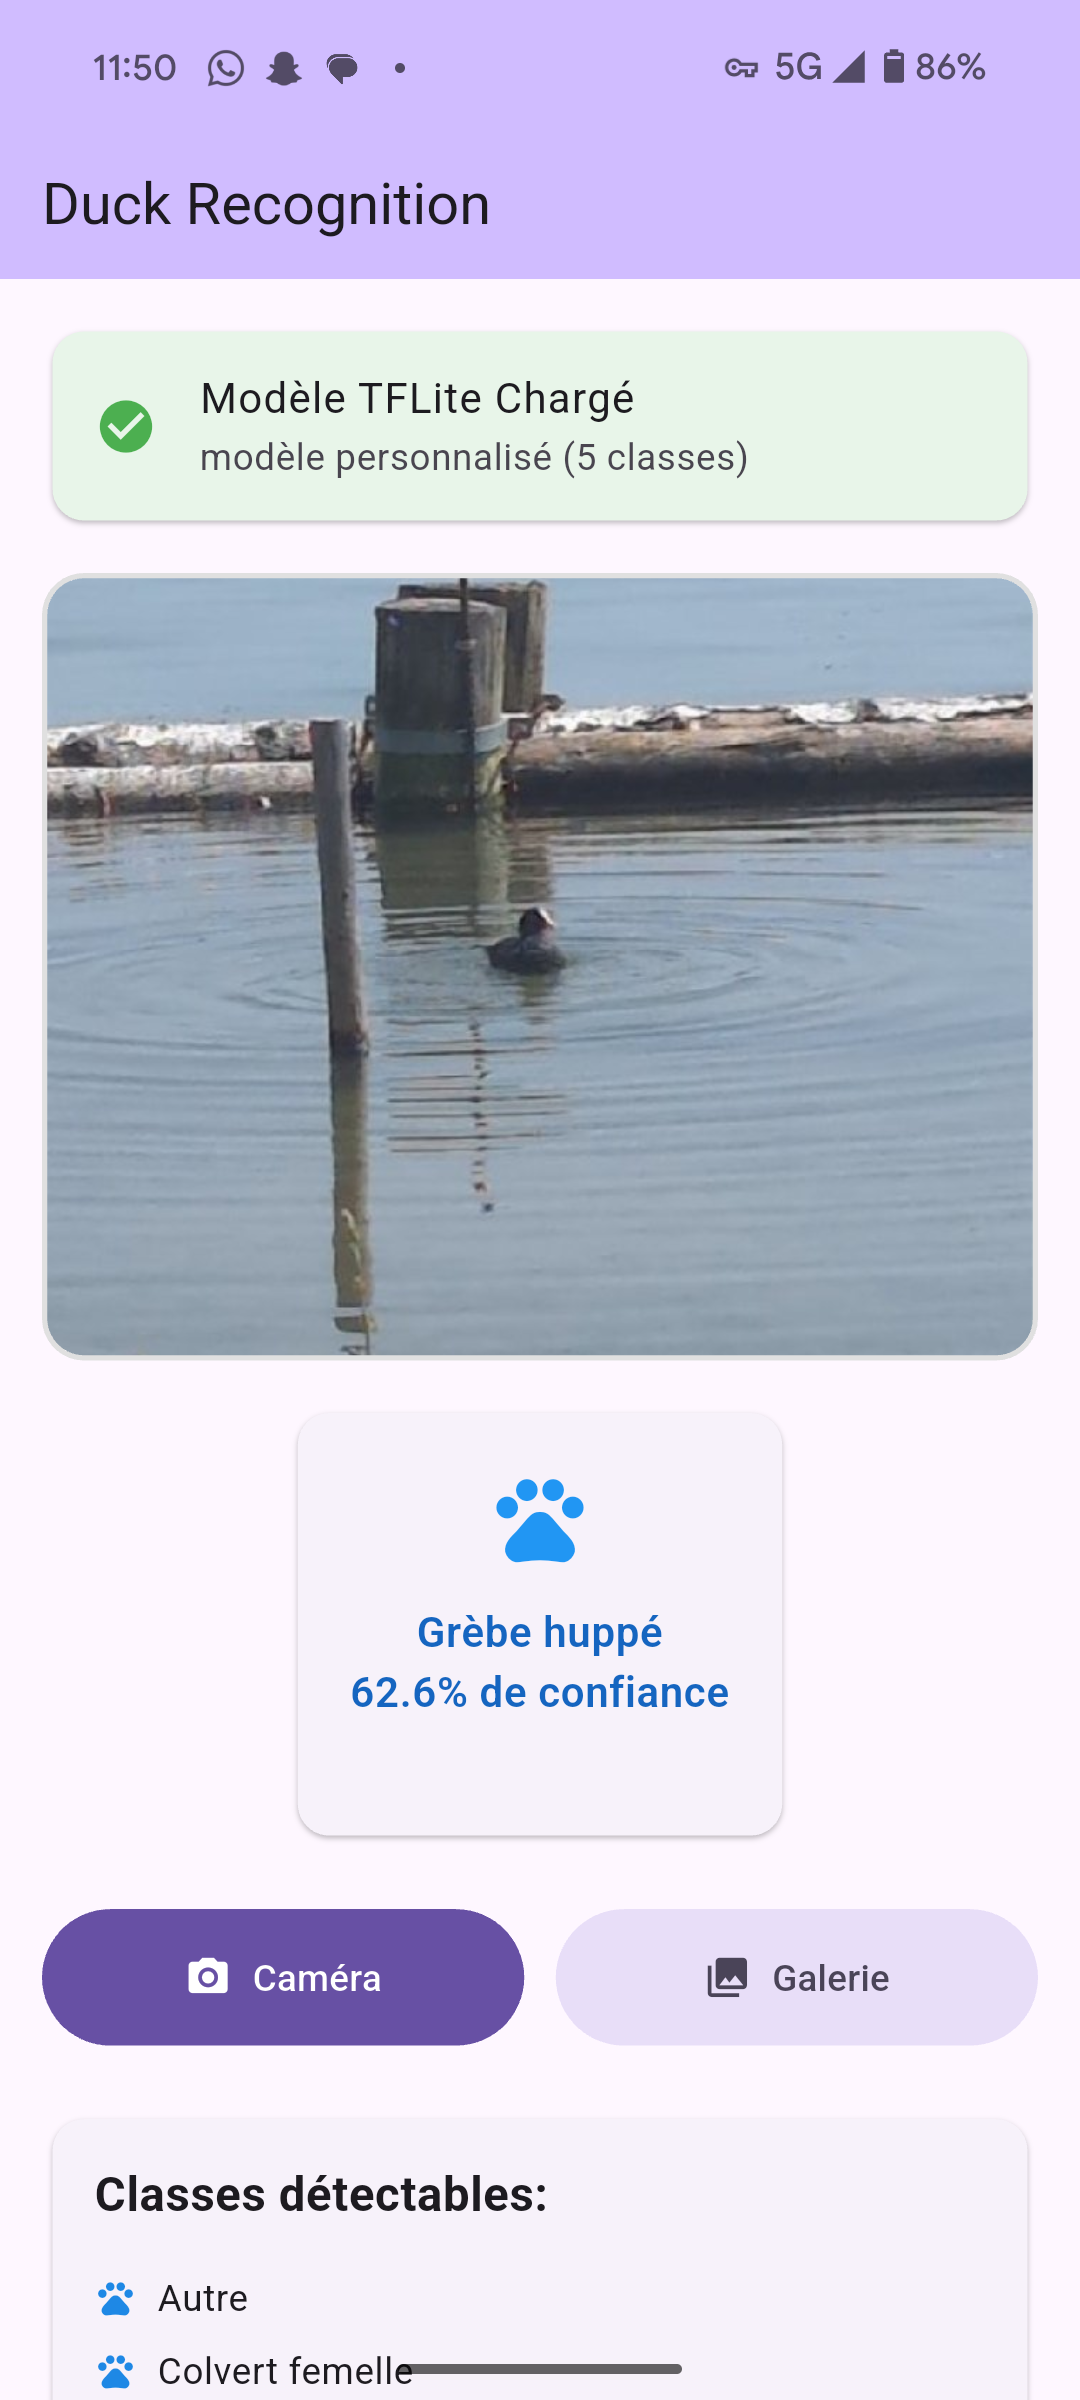 11:50
5G
86%
Duck Recognition
Modèle TFLite Chargé
modèle personnalisé (5 classes)
Grèbe huppé
62.6% de confiance
Caméra
Galerie
Classes détectables:
Autre
Colvert femelle